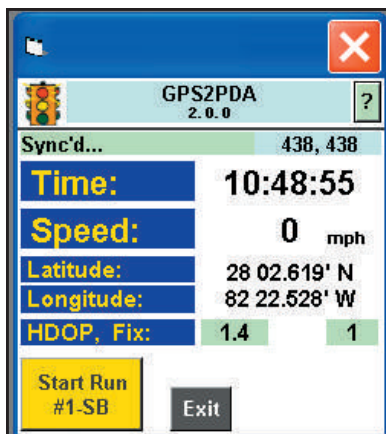 GPS2PDA
2.0.0
?
Sync'd... 438, 438
Time: 10:48:55
Speed: 0 mph
Latitude: 28 02.619' N
Longitude: 82 22.528' W
HDOP, Fix: 1.4 1
Start Run
#1-SB
Exit